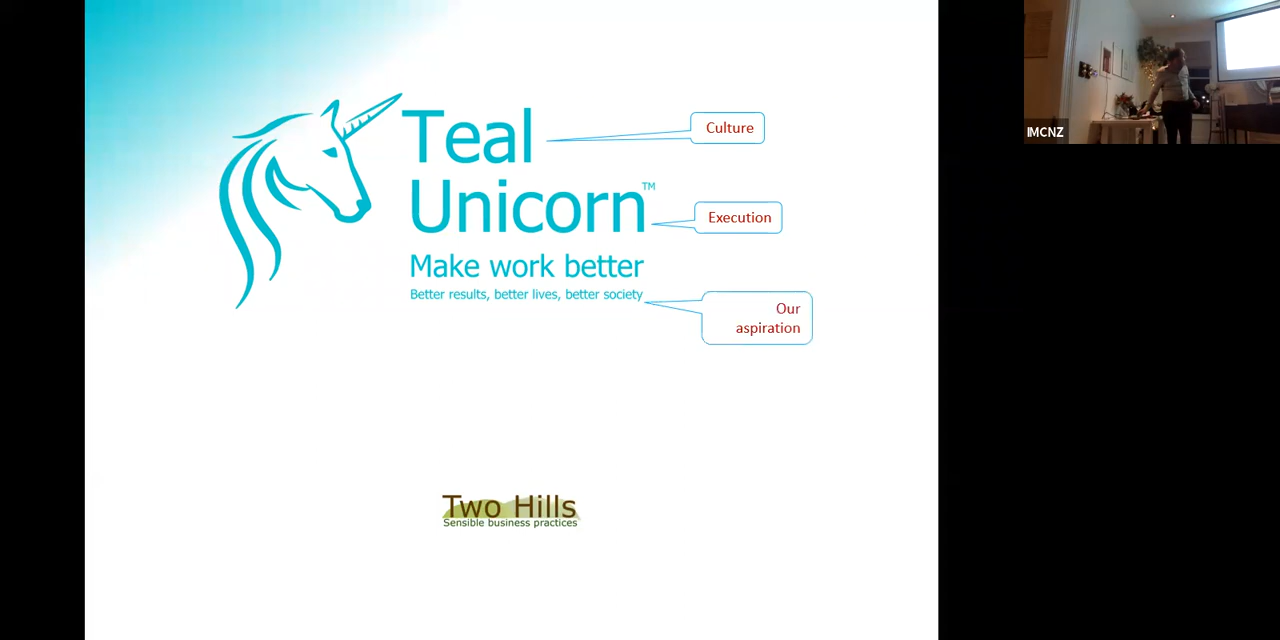 Teal
Culture
Unicorn™
Execution
Make work better
Better results, better lives, better society
Our
aspiration
Two Hills
Sensible business practices
IMCNZ